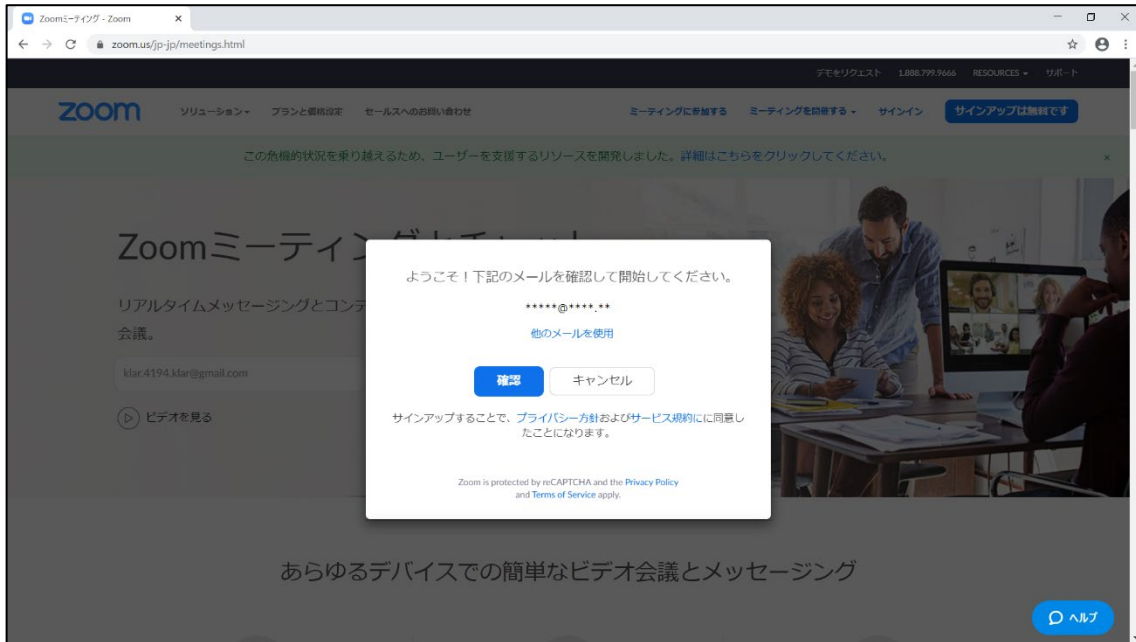 Zoomミーティング - Zoom
zoom.us/jp-jp/meetings.html
デモをリクエスト 1.888.799.9666 RESOURCES サポート
zoom ソリューション プランと価格設定 セールスへのお問い合わせ ミーティングに参加する ミーティングを開催する サインイン サインアップは無料です
この危機的状況を乗り越えるため、ユーザーを支援するリソースを開発しました。詳細はこちらをクリックしてください。
Zoomミーティングとチャット
リアルタイムメッセージングとコンテ
会議。
klar.4194.klar@gmail.com
ビデオを見る
ようこそ！下記のメールを確認して開始してください。
*****@****.**
他のメールを使用
確認 キャンセル
サインアップすることで、プライバシー方針およびサービス規約にに同意し
たことになります。
Zoom is protected by reCAPTCHA and the Privacy Policy
and Terms of Service apply.
あらゆるデバイスでの簡単なビデオ会議とメッセージング
ヘルプ